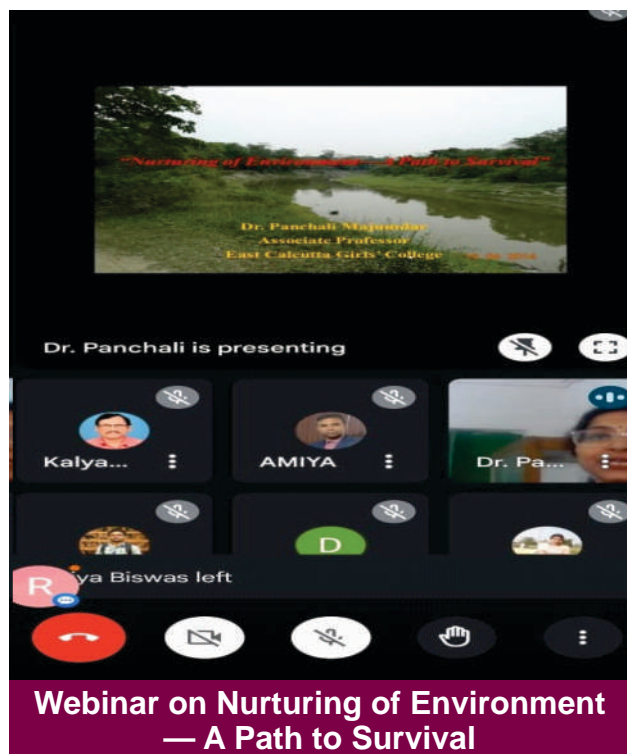 "Nurturing of Environment—A Path to Survival"
Dr. Panchali Majumdar
Associate Professor
East Calcutta Girls' College
Dr. Panchali is presenting
Kalya...
AMIYA
Dr. Pa...
D
R
ya Biswas left
Webinar on Nurturing of Environment
— A Path to Survival